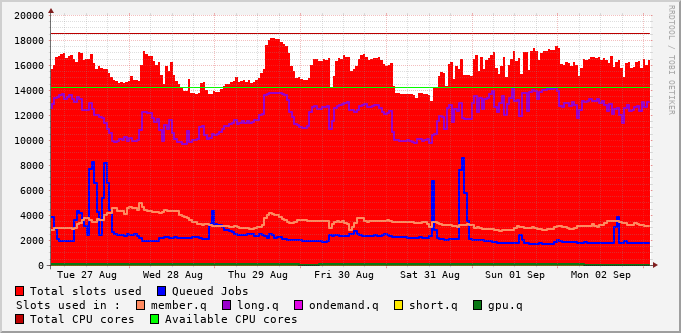 20000
18000
16000
14000
12000
10000
8000
6000
4000
2000
0
Tue 27 Aug Wed 28 Aug Thu 29 Aug Fri 30 Aug Sat 31 Aug Sun 01 Sep Mon 02 Sep
Total slots used Queued Jobs
Slots used in : member.q long.q ondemand.q short.q gpu.q
Total CPU cores Available CPU cores
RRDTOOL / TOBI OETIKER